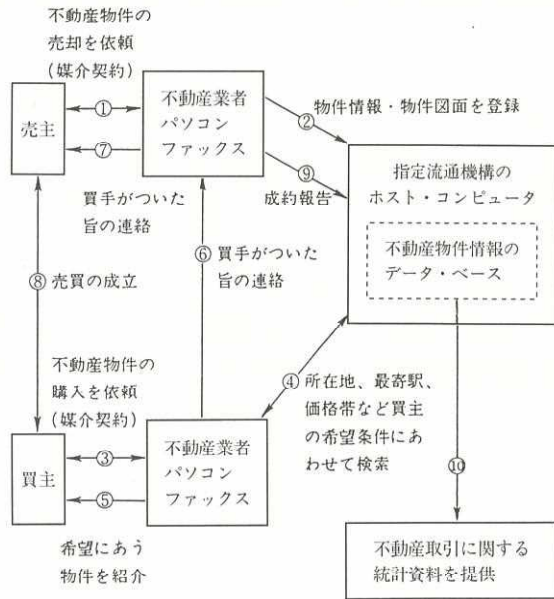 不動産物件の
売却を依頼
(媒介契約)
売主
①
⑦
不動産業者
パソコン
ファックス
②
物件情報・物件図面を登録
⑨
成約報告
指定流通機構の
ホスト・コンピュータ
不動産物件情報の
データ・ベース
買手がついた
旨の連絡
⑥ 買手がついた
旨の連絡
⑧ 売買の成立
不動産物件の
購入を依頼
(媒介契約)
④ 所在地、最寄駅、
価格帯など買主
の希望条件にあ
わせて検索
買主
③
⑤
不動産業者
パソコン
ファックス
⑩
希望にあう
物件を紹介
不動産取引に関する
統計資料を提供